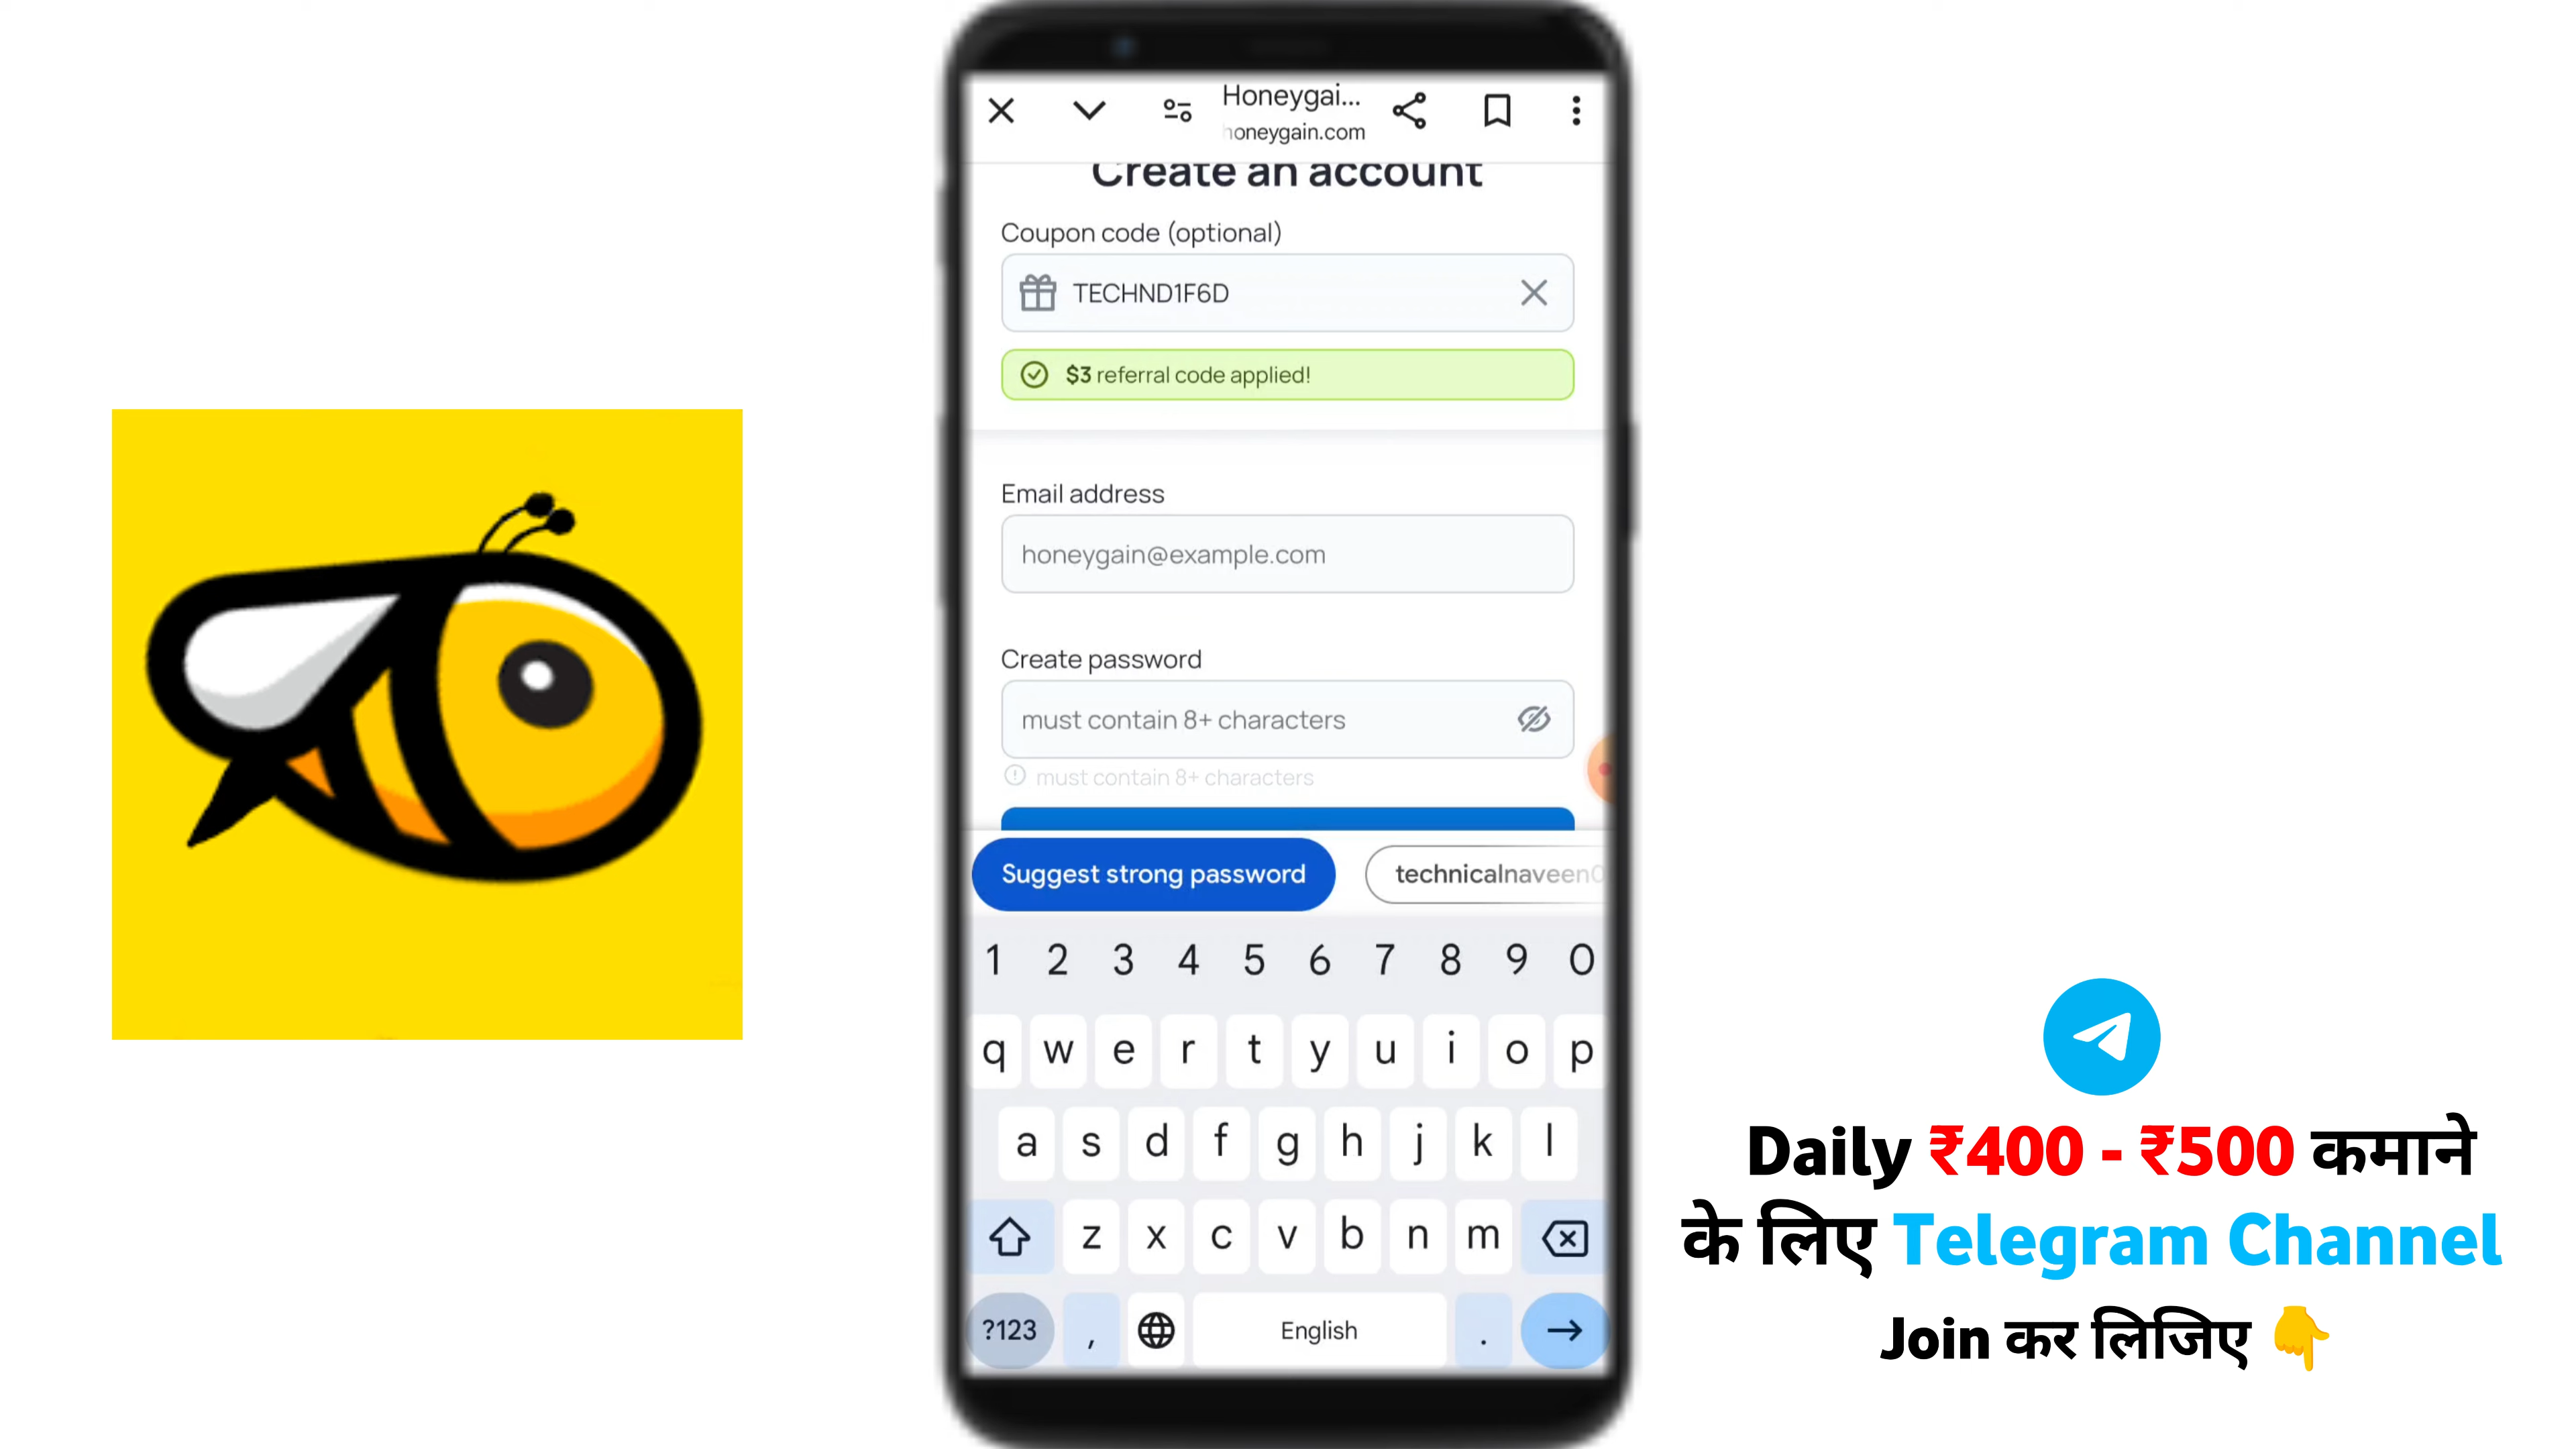 Honeygai...
honeygain.com
Create an account
Coupon code (optional)
TECHND1F6D
$3 referral code applied!
Email address
honeygain@example.com
Create password
must contain 8+ characters
must contain 8+ characters
Suggest strong password
technicalnaveen0
1 2 3 4 5 6 7 8 9 0
q w e r t y u i o p
a s d f g h j k l
z x c v b n m
?123 , English .
Daily ₹400 - ₹500 कमाने
के लिए Telegram Channel
Join कर लिजिए 👇